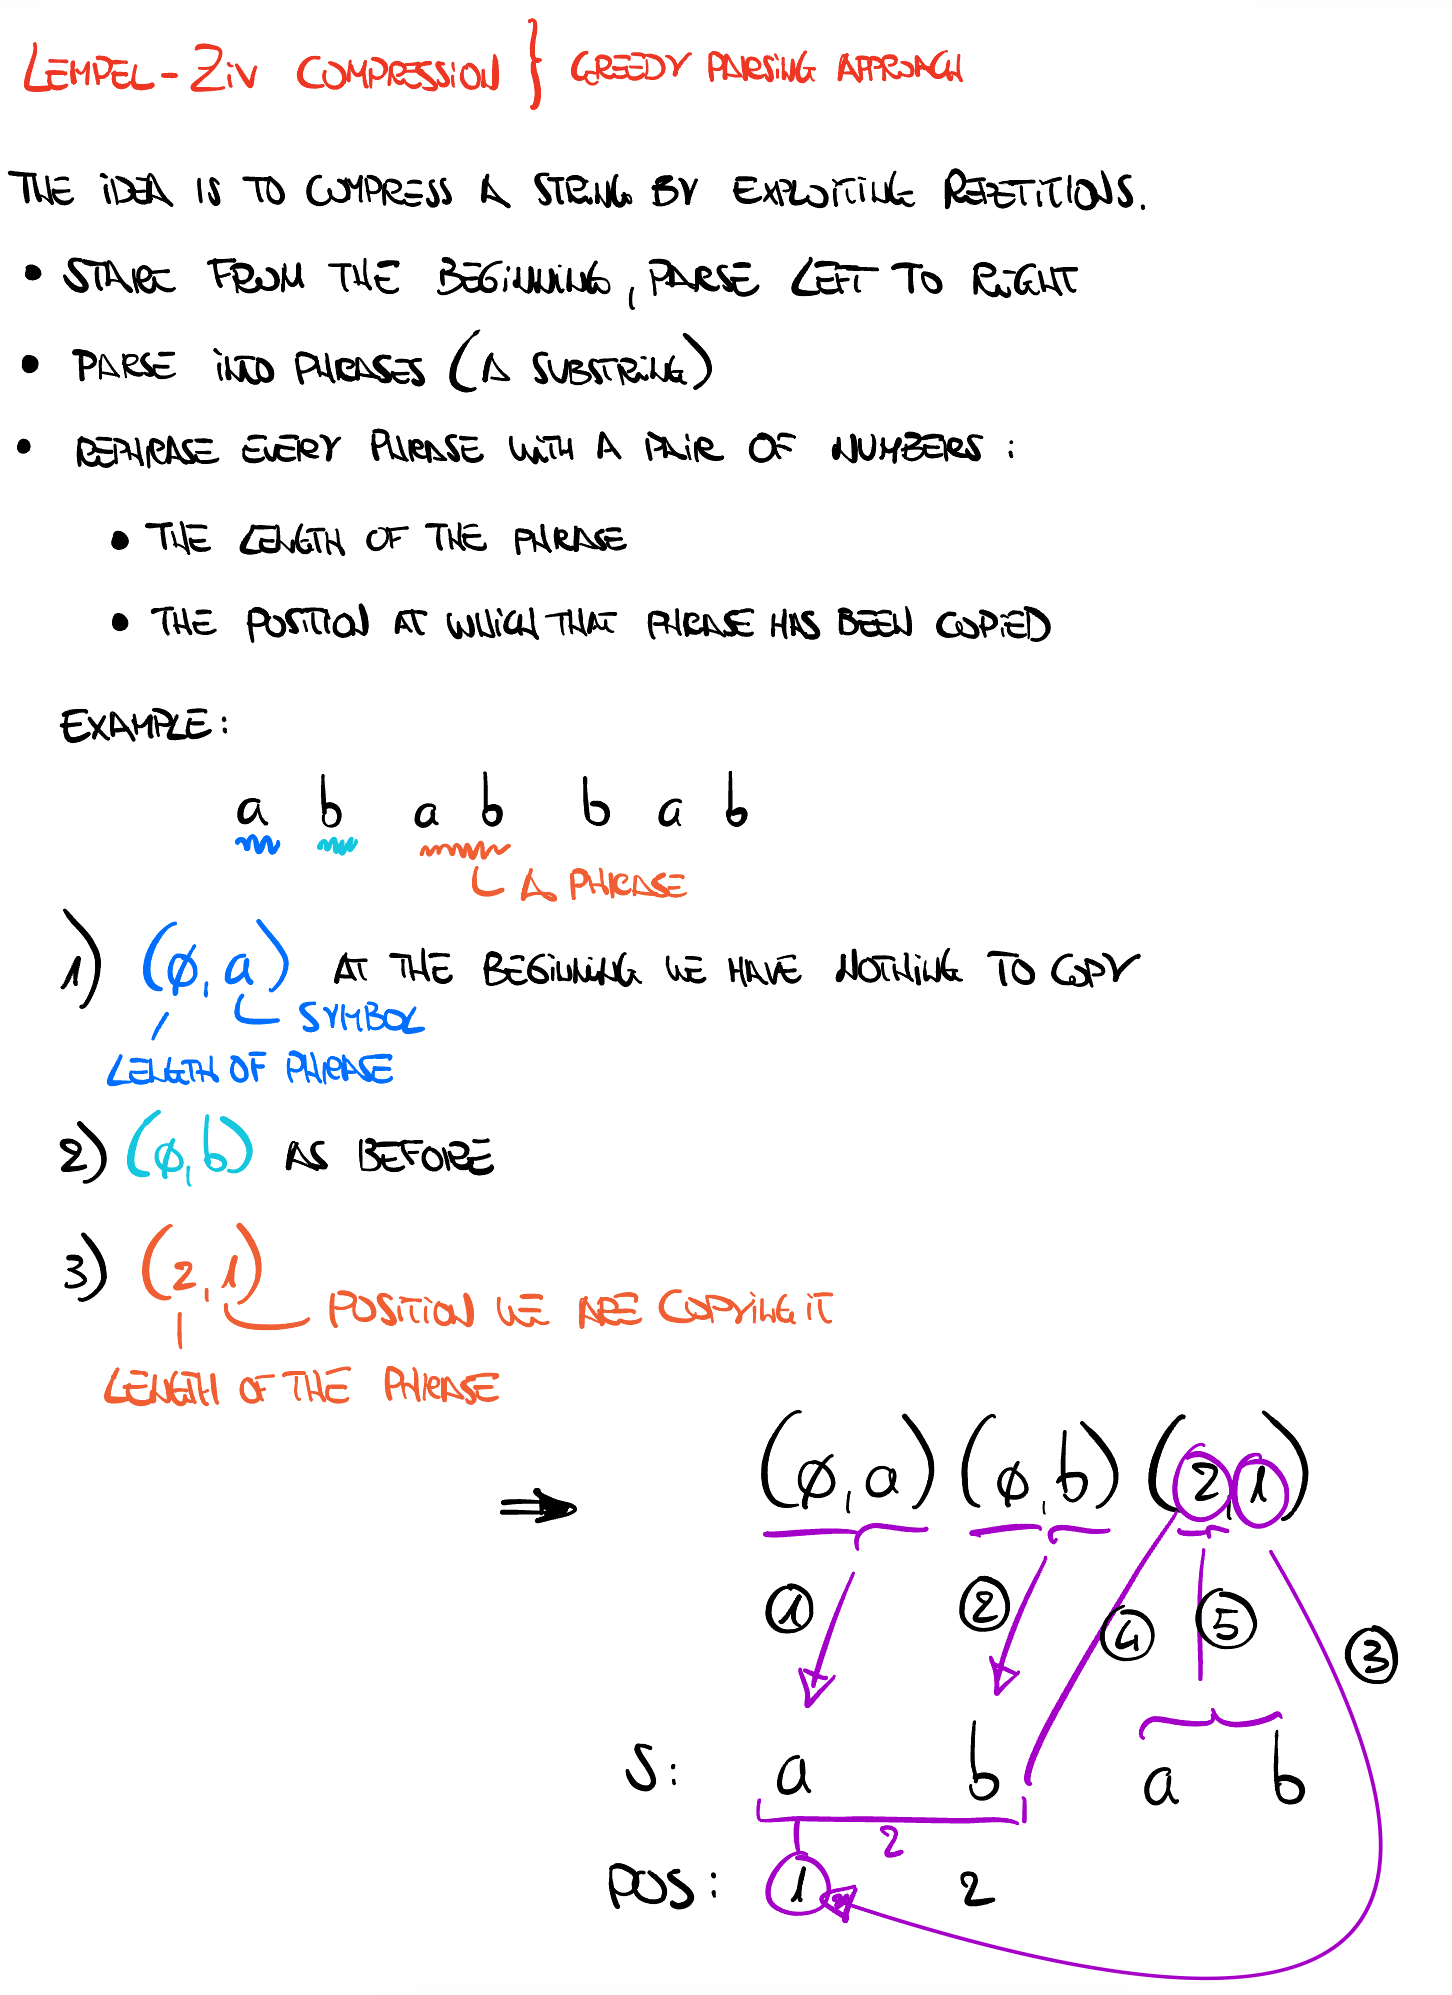 LEMPEL-ZIV COMPRESSION } GREEDY PARSING APPROACH
THE IDEA IS TO COMPRESS A STRING BY EXPLOITING REPETITIONS.
• START FROM THE BEGINNING, PARSE LEFT TO RIGHT
• PARSE INTO PHRASES (A SUBSTRING)
• REPHRASE EVERY PHRASE WITH A PAIR OF NUMBERS:
• THE LENGTH OF THE PHRASE
• THE POSITION AT WHICH THAT PHRASE HAS BEEN COPIED
EXAMPLE:
a b a b b a b
A PHRASE
1) (ø, a) AT THE BEGINNING WE HAVE NOTHING TO COPY
SYMBOL
LENGTH OF PHRASE
2) (ø, b) AS BEFORE
3) (2, 1)
POSITION WE ARE COPYING IT
LENGTH OF THE PHRASE
⇒ (ø, a) (ø, b) (2, 1)
1 2 4 5 3
S: a b a b
2
POS: 1 2